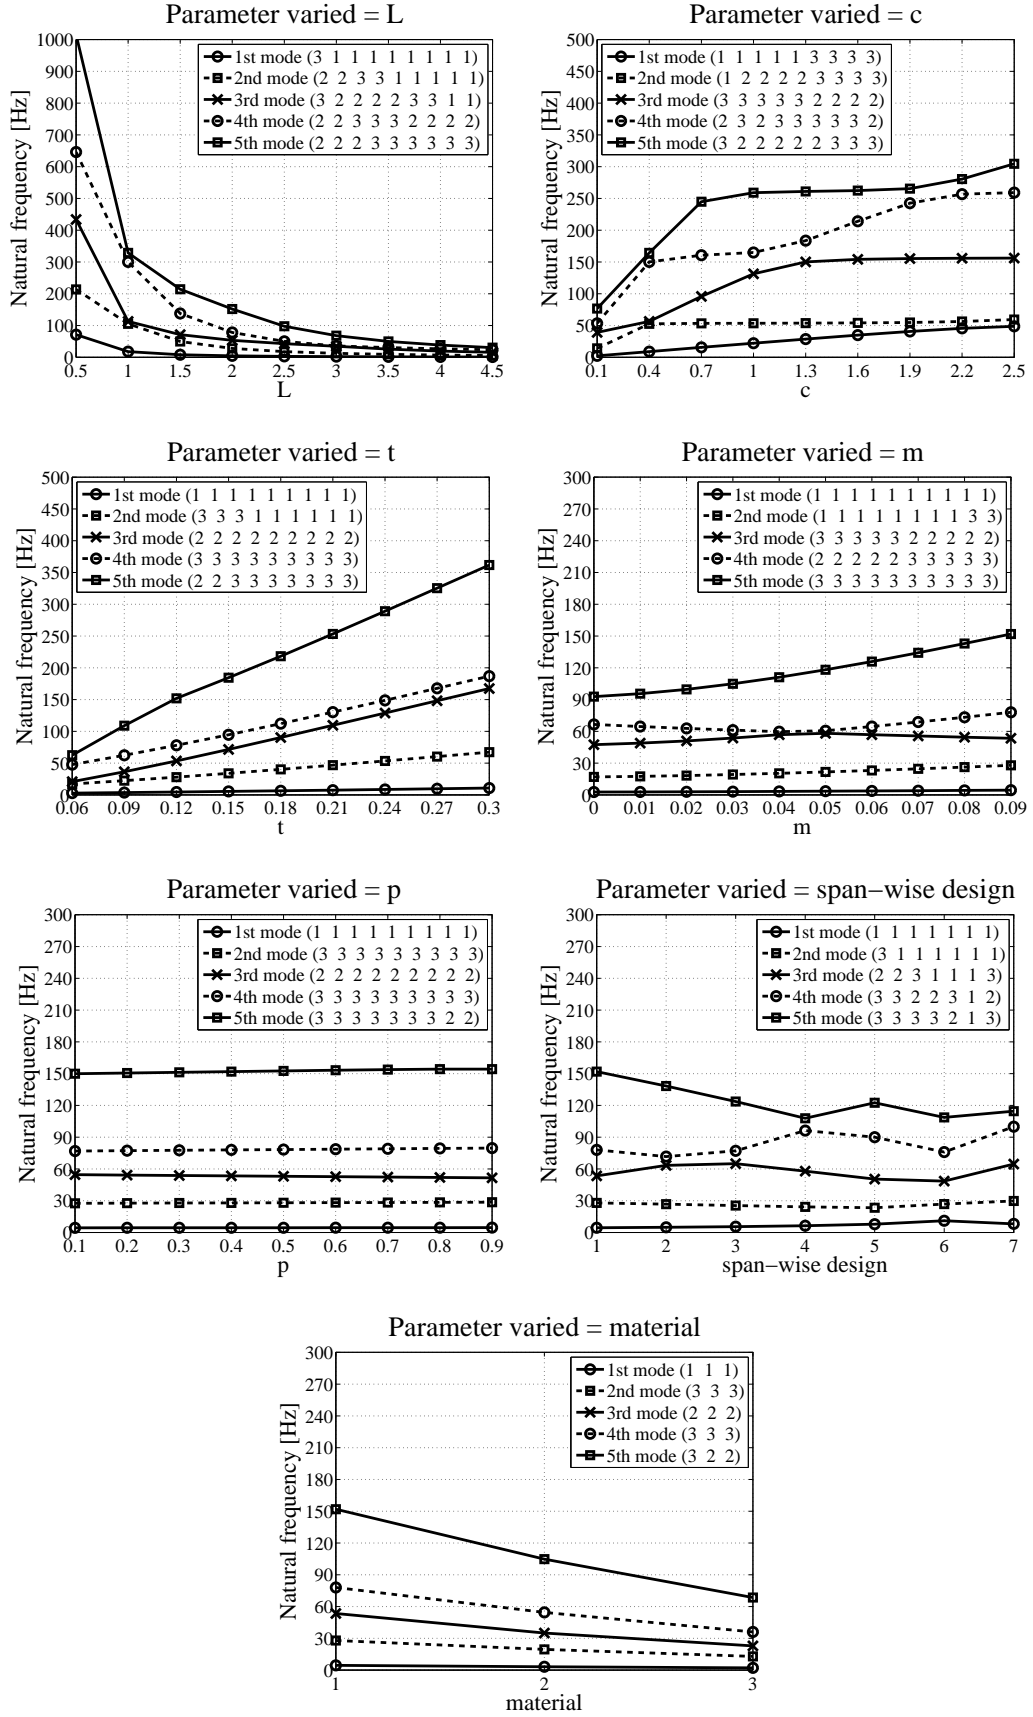 Parameter varied = L
1000
900
800
700
600
500
400
300
200
100
0
Natural frequency [Hz]
1st mode (3 1 1 1 1 1 1 1 1)
2nd mode (2 2 3 3 1 1 1 1 1)
3rd mode (3 2 2 2 2 3 3 1 1)
4th mode (2 2 3 3 3 2 2 2 2)
5th mode (2 2 2 3 3 3 3 3 3)
0.5 1 1.5 2 2.5 3 3.5 4 4.5
L
Parameter varied = c
500
450
400
350
300
250
200
150
100
50
0
Natural frequency [Hz]
1st mode (1 1 1 1 1 3 3 3 3)
2nd mode (1 2 2 2 2 3 3 3 3)
3rd mode (3 3 3 3 3 2 2 2 2)
4th mode (2 3 2 3 3 3 3 3 2)
5th mode (3 2 2 2 2 2 3 3 3)
0.1 0.4 0.7 1 1.3 1.6 1.9 2.2 2.5
c
Parameter varied = t
500
450
400
350
300
250
200
150
100
50
0
Natural frequency [Hz]
1st mode (1 1 1 1 1 1 1 1 1)
2nd mode (3 3 3 1 1 1 1 1 1)
3rd mode (2 2 2 2 2 2 2 2 2)
4th mode (3 3 3 3 3 3 3 3 3)
5th mode (2 2 3 3 3 3 3 3 3)
0.06 0.09 0.12 0.15 0.18 0.21 0.24 0.27 0.3
t
Parameter varied = m
300
270
240
210
180
150
120
90
60
30
0
Natural frequency [Hz]
1st mode (1 1 1 1 1 1 1 1 1 1)
2nd mode (1 1 1 1 1 1 1 1 3 3)
3rd mode (3 3 3 3 3 2 2 2 2 2)
4th mode (2 2 2 2 2 3 3 3 3 3)
5th mode (3 3 3 3 3 3 3 3 3 3)
0 0.01 0.02 0.03 0.04 0.05 0.06 0.07 0.08 0.09
m
Parameter varied = p
300
270
240
210
180
150
120
90
60
30
0
Natural frequency [Hz]
1st mode (1 1 1 1 1 1 1 1 1)
2nd mode (3 3 3 3 3 3 3 3 3)
3rd mode (2 2 2 2 2 2 2 2 2)
4th mode (3 3 3 3 3 3 3 3 3)
5th mode (3 3 3 3 3 3 3 2 2)
0.1 0.2 0.3 0.4 0.5 0.6 0.7 0.8 0.9
p
Parameter varied = span−wise design
300
270
240
210
180
150
120
90
60
30
0
Natural frequency [Hz]
1st mode (1 1 1 1 1 1 1)
2nd mode (3 1 1 1 1 1 1)
3rd mode (2 2 3 1 1 1 3)
4th mode (3 3 2 2 3 1 2)
5th mode (3 3 3 3 2 1 3)
1 2 3 4 5 6 7
span−wise design
Parameter varied = material
300
270
240
210
180
150
120
90
60
30
0
Natural frequency [Hz]
1st mode (1 1 1)
2nd mode (3 3 3)
3rd mode (2 2 2)
4th mode (3 3 3)
5th mode (3 2 2)
1 2 3
material